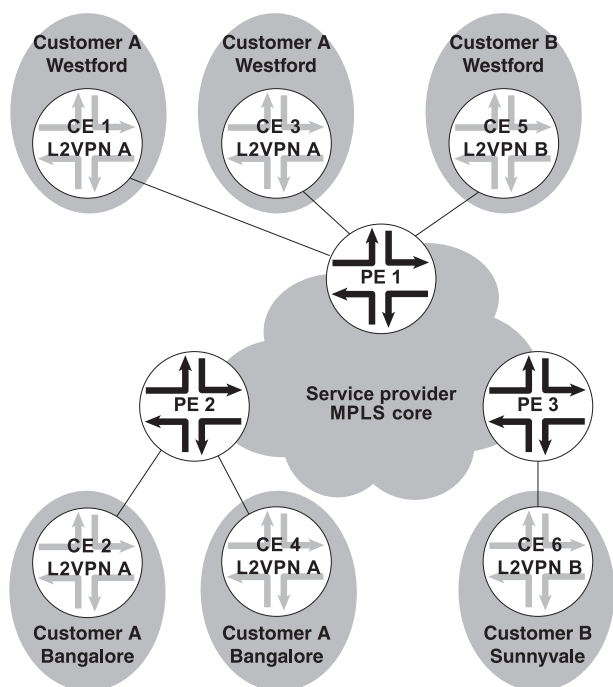 Customer A
Westford
CE 1
L2VPN A
Customer A
Westford
CE 3
L2VPN A
Customer B
Westford
CE 5
L2VPN B
PE 1
Service provider
MPLS core
PE 2
PE 3
CE 2
L2VPN A
Customer A
Bangalore
CE 4
L2VPN A
Customer A
Bangalore
CE 6
L2VPN B
Customer B
Sunnyvale